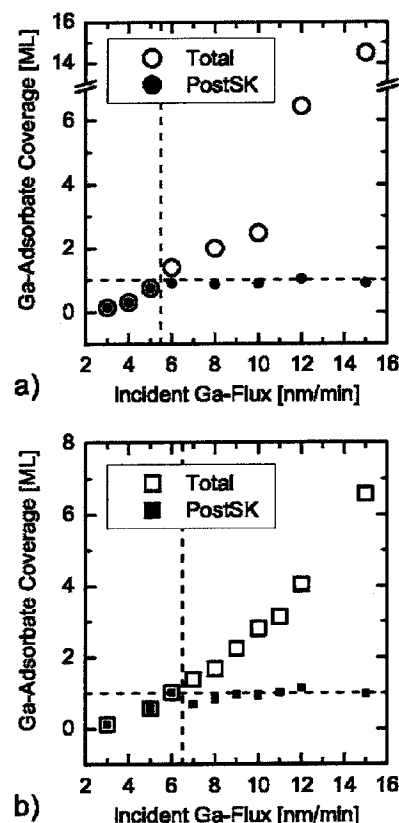 14
6
4
2
0
Ga-Adsorbate Coverage [ML]
Total
PostSK
2 4 6 8 10 12 14 16
Incident Ga-Flux [nm/min]
a)
8
6
4
2
0
Ga-Adsorbate Coverage [ML]
Total
PostSK
2 4 6 8 10 12 14 16
Incident Ga-Flux [nm/min]
b)